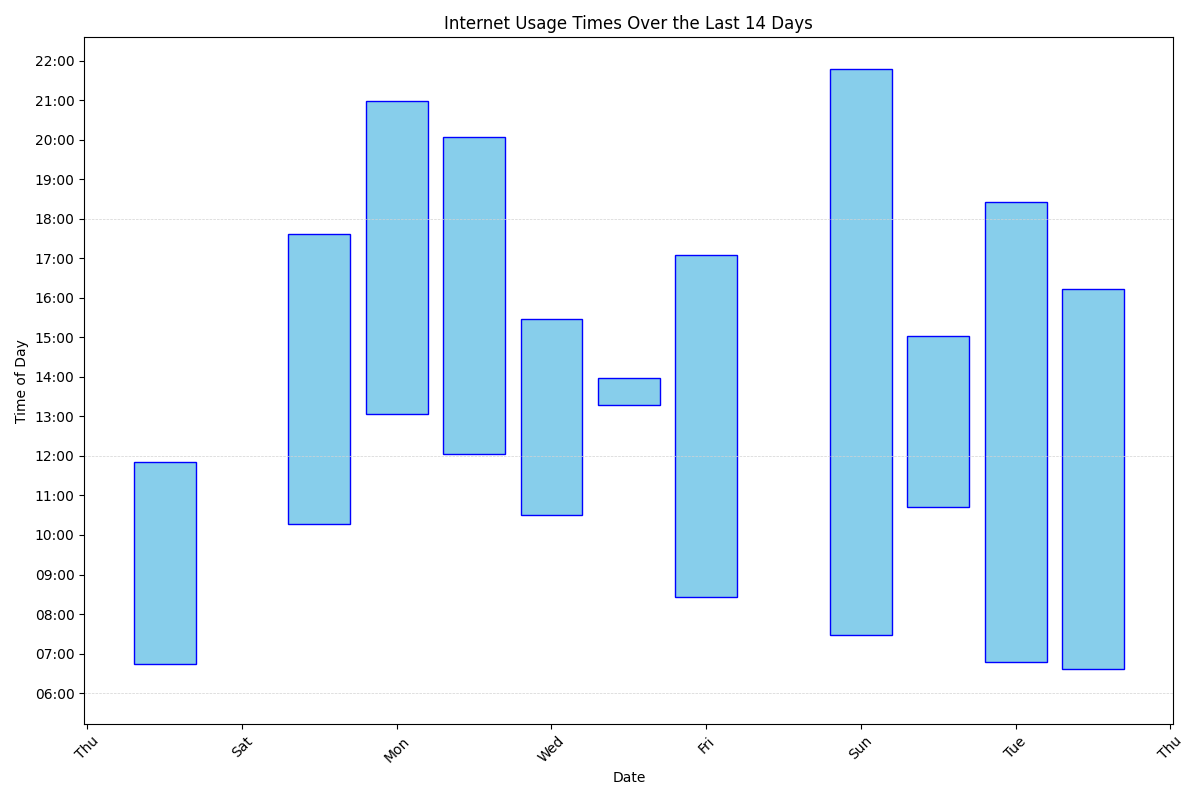 Internet Usage Times Over the Last 14 Days
22:00
21:00
20:00
19:00
18:00
17:00
16:00
15:00
14:00
13:00
12:00
11:00
10:00
09:00
08:00
07:00
06:00
Time of Day
Thu
Sat
Mon
Wed
Fri
Sun
Tue
Thu
Date